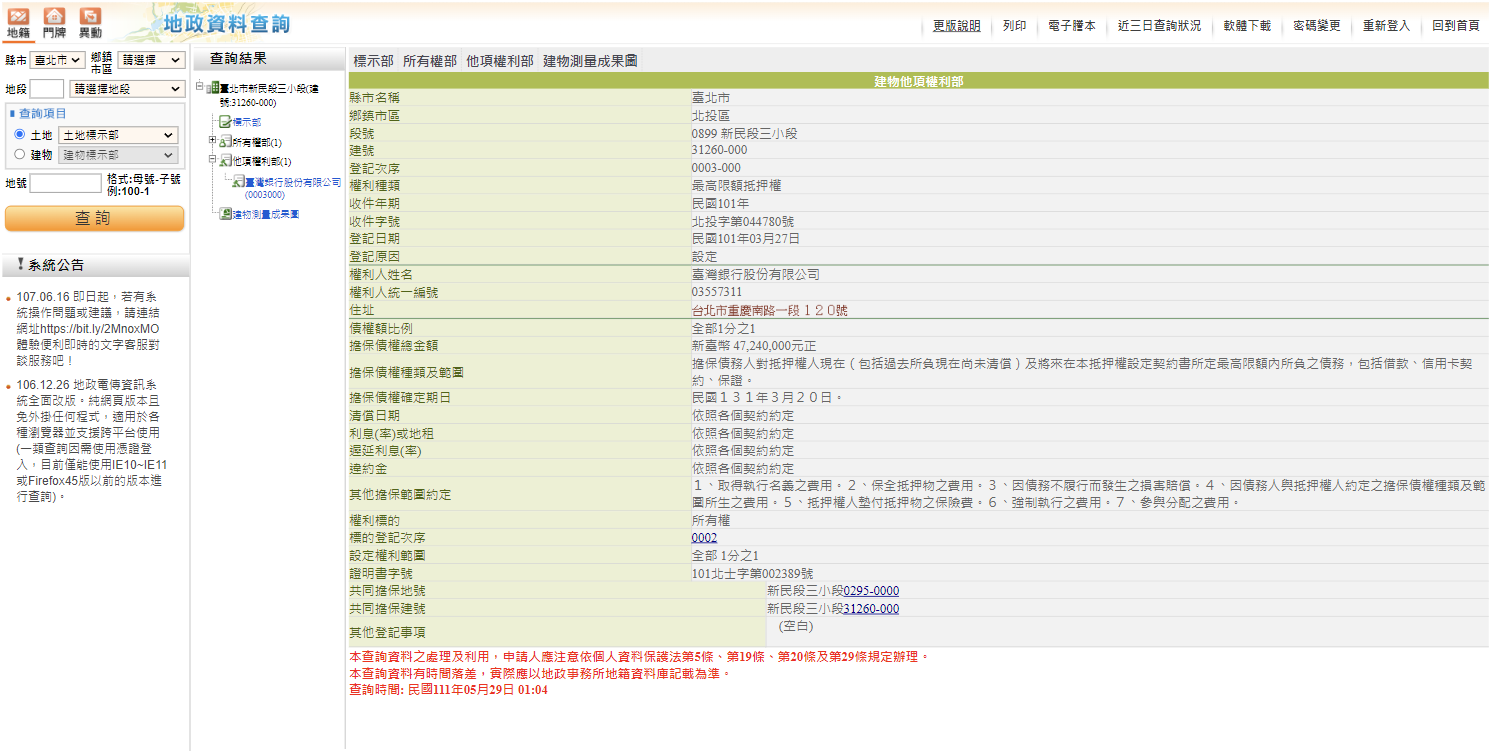 地籍 門牌 異動
地政資料查詢
更版說明 列印 電子謄本 近三日查詢狀況 軟體下載 密碼變更 重新登入 回到首頁
縣市 臺北市 鄉鎮市區 請選擇
地段 請選擇地段
查詢項目
土地 土地標示部
建物 建物標示部
地號 格式:母號-子號
例:100-1
查詢
系統公告
107.06.16 即日起，若有系
統操作問題或建議，請連結
網址https://bit.ly/2MnoxMO
體驗便利即時的文字客服對
談服務吧！
106.12.26 地政電傳資訊系
統全面改版。純網頁版本且
免外掛任何程式，適用於各
種瀏覽器並支援跨平台使用
(一類查詢因需使用憑證登
入，目前僅能使用IE10~IE11
或Firefox45版以前的版本進
行查詢)。
查詢結果
臺北市新民段三小段(建
號:31260-000)
標示部
所有權部(1)
他項權利部(1)
臺灣銀行股份有限公司
(0003000)
建物測量成果圖
標示部 所有權部 他項權利部 建物測量成果圖
建物他項權利部
縣市名稱 臺北市
鄉鎮市區 北投區
段號 0899 新民段三小段
建號 31260-000
登記次序 0003-000
權利種類 最高限額抵押權
收件年期 民國101年
收件字號 北投字第044780號
登記日期 民國101年03月27日
登記原因 設定
權利人姓名 臺灣銀行股份有限公司
權利人統一編號 03557311
住址 台北市重慶南路一段１２０號
債權額比例 全部1分之1
擔保債權總金額 新臺幣 47,240,000元正
擔保債權種類及範圍 擔保債務人對抵押權人現在（包括過去所負現在尚未清償）及將來在本抵押權設定契約書所定最高限額內所負之債務，包括借款、信用卡契
約、保證。
擔保債權確定期日 民國１３１年３月２０日。
清償日期 依照各個契約約定
利息(率)或地租 依照各個契約約定
遲延利息(率) 依照各個契約約定
違約金 依照各個契約約定
其他擔保範圍約定 １、取得執行名義之費用。２、保全抵押物之費用。３、因債務不履行而發生之損害賠償。４、因債務人與抵押權人約定之擔保債權種類及範
圍所生之費用。５、抵押權人墊付抵押物之保險費。６、強制執行之費用。７、參與分配之費用。
權利標的 所有權
標的登記次序 0002
設定權利範圍 全部 1分之1
證明書字號 101北士字第002389號
共同擔保地號 新民段三小段0295-0000
共同擔保建號 新民段三小段31260-000
其他登記事項 (空白)
本查詢資料之處理及利用，申請人應注意依個人資料保護法第5條、第19條、第20條及第29條規定辦理。
本查詢資料有時間落差，實際應以地政事務所地籍資料庫記載為準。
查詢時間: 民國111年05月29日 01:04